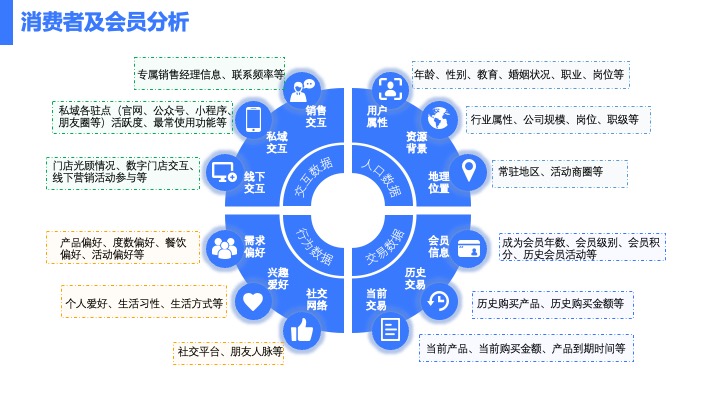 消费者及会员分析
专属销售经理信息、联系频率等
私域各驻点（官网、公众号、小程序、
朋友圈等）活跃度、最常使用功能等
门店光顾情况、数字门店交互、
线下营销活动参与等
产品偏好、度数偏好、餐饮
偏好、活动偏好等
个人爱好、生活习性、生活方式等
社交平台、朋友人脉等
销售
交互
私域
交互
线下
交互
交互数据
需求
偏好
兴趣
爱好
社交
网络
行为数据
用户
属性
资源
背景
地理
位置
人口数据
会员
信息
历史
交易
当前
交易
交易数据
年龄、性别、教育、婚姻状况、职业、岗位等
行业属性、公司规模、岗位、职级等
常驻地区、活动商圈等
成为会员年数、会员级别、会员积
分、历史会员活动等
历史购买产品、历史购买金额等
当前产品、当前购买金额、产品到期时间等